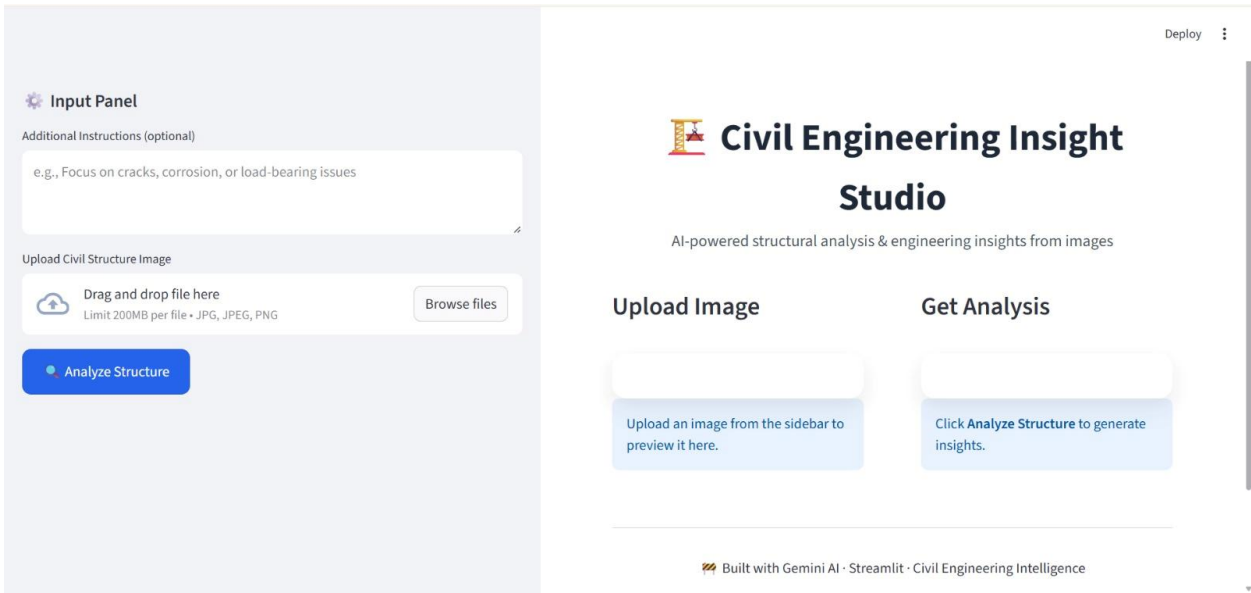 Deploy
Input Panel
Additional Instructions (optional)
e.g., Focus on cracks, corrosion, or load-bearing issues
Upload Civil Structure Image
Drag and drop file here
Limit 200MB per file • JPG, JPEG, PNG
Browse files
Analyze Structure
Civil Engineering Insight
Studio
AI-powered structural analysis & engineering insights from images
Upload Image
Upload an image from the sidebar to
preview it here.
Get Analysis
Click Analyze Structure to generate
insights.
Built with Gemini AI · Streamlit · Civil Engineering Intelligence